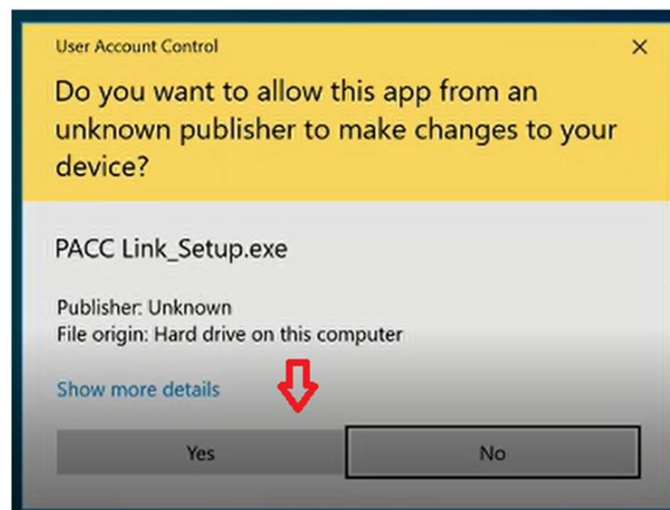 User Account Control
Do you want to allow this app from an
unknown publisher to make changes to your
device?
PACC Link_Setup.exe
Publisher: Unknown
File origin: Hard drive on this computer
Show more details
Yes
No